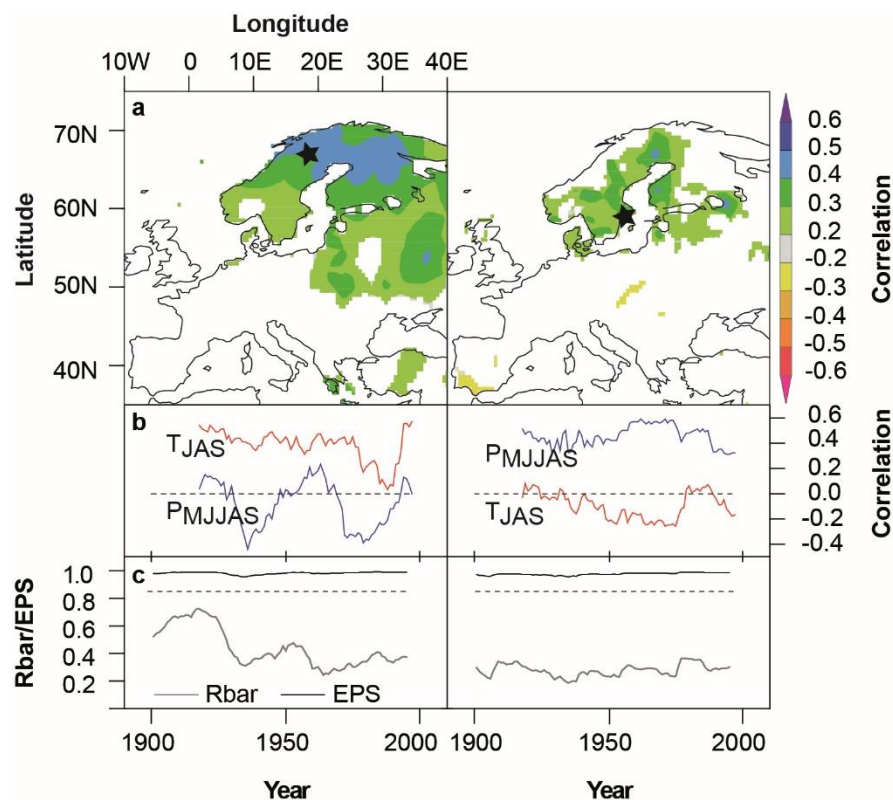 Longitude
10W 0 10E 20E 30E 40E
a
70N
60N
50N
40N
Latitude
0.6
0.5
0.4
0.3
0.2
-0.2
-0.3
-0.4
-0.5
-0.6
Correlation
b
TJAS
PMJJAS
PMJJAS
TJAS
0.6
0.4
0.2
0.0
-0.2
-0.4
Correlation
c
1.0
0.8
0.6
0.4
0.2
Rbar/EPS
Rbar EPS
1900 1950 2000 1900 1950 2000
Year Year